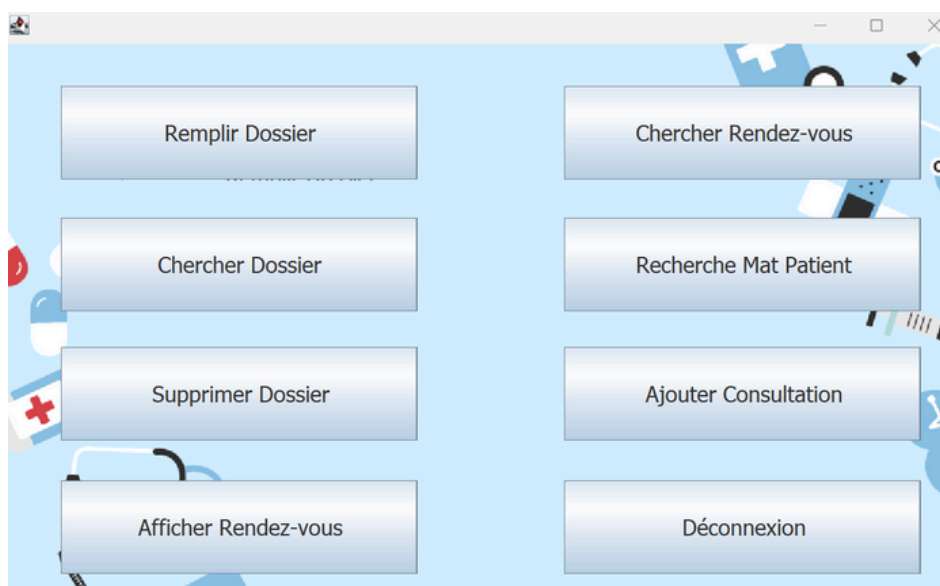 Remplir Dossier
Chercher Rendez-vous
Chercher Dossier
Recherche Mat Patient
Supprimer Dossier
Ajouter Consultation
Afficher Rendez-vous
Déconnexion